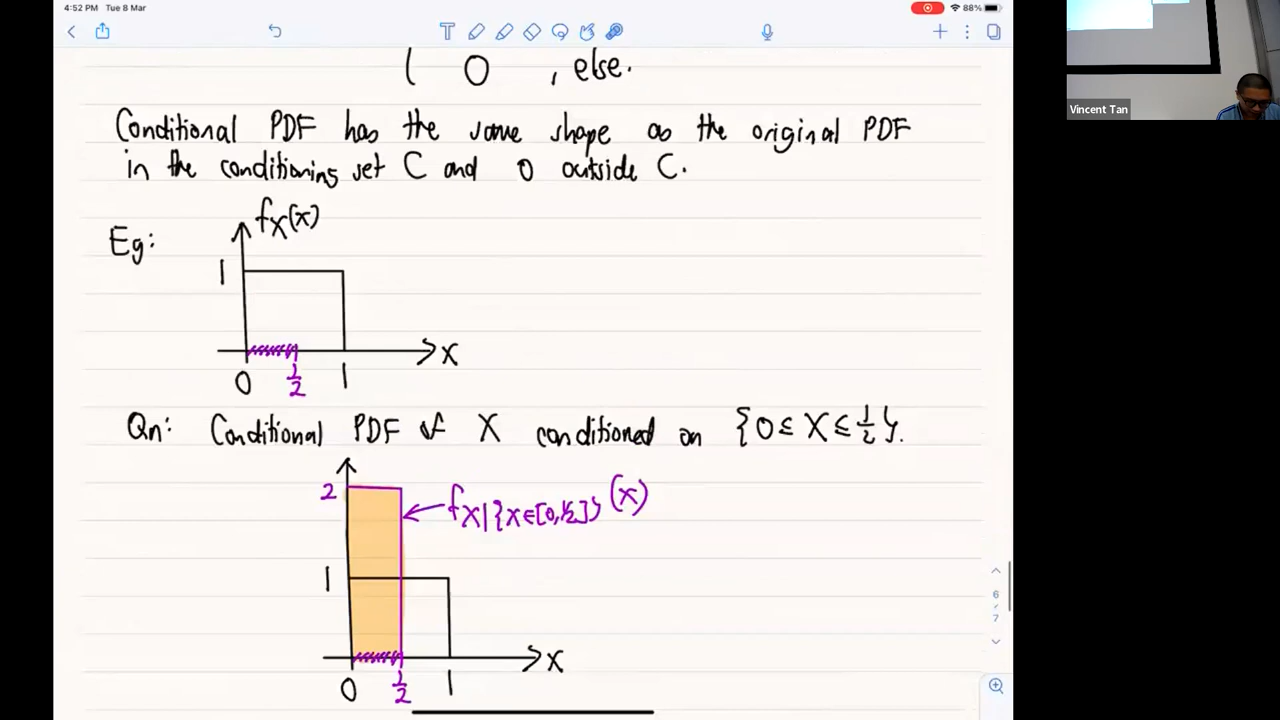 4:52 PM Tue 8 Mar
88%
Vincent Tan
0 , else.
Conditional PDF has the same shape as the original PDF
in the conditioning set C and 0 outside C.
Eg:
fX(x)
1
0 1/2 1 x
Qn: Conditional PDF of X conditioned on {0 ≤ X ≤ 1/2}.
2
fX|{X∈[0,1/2]}(x)
1
0 1/2 1 x
6
/
7